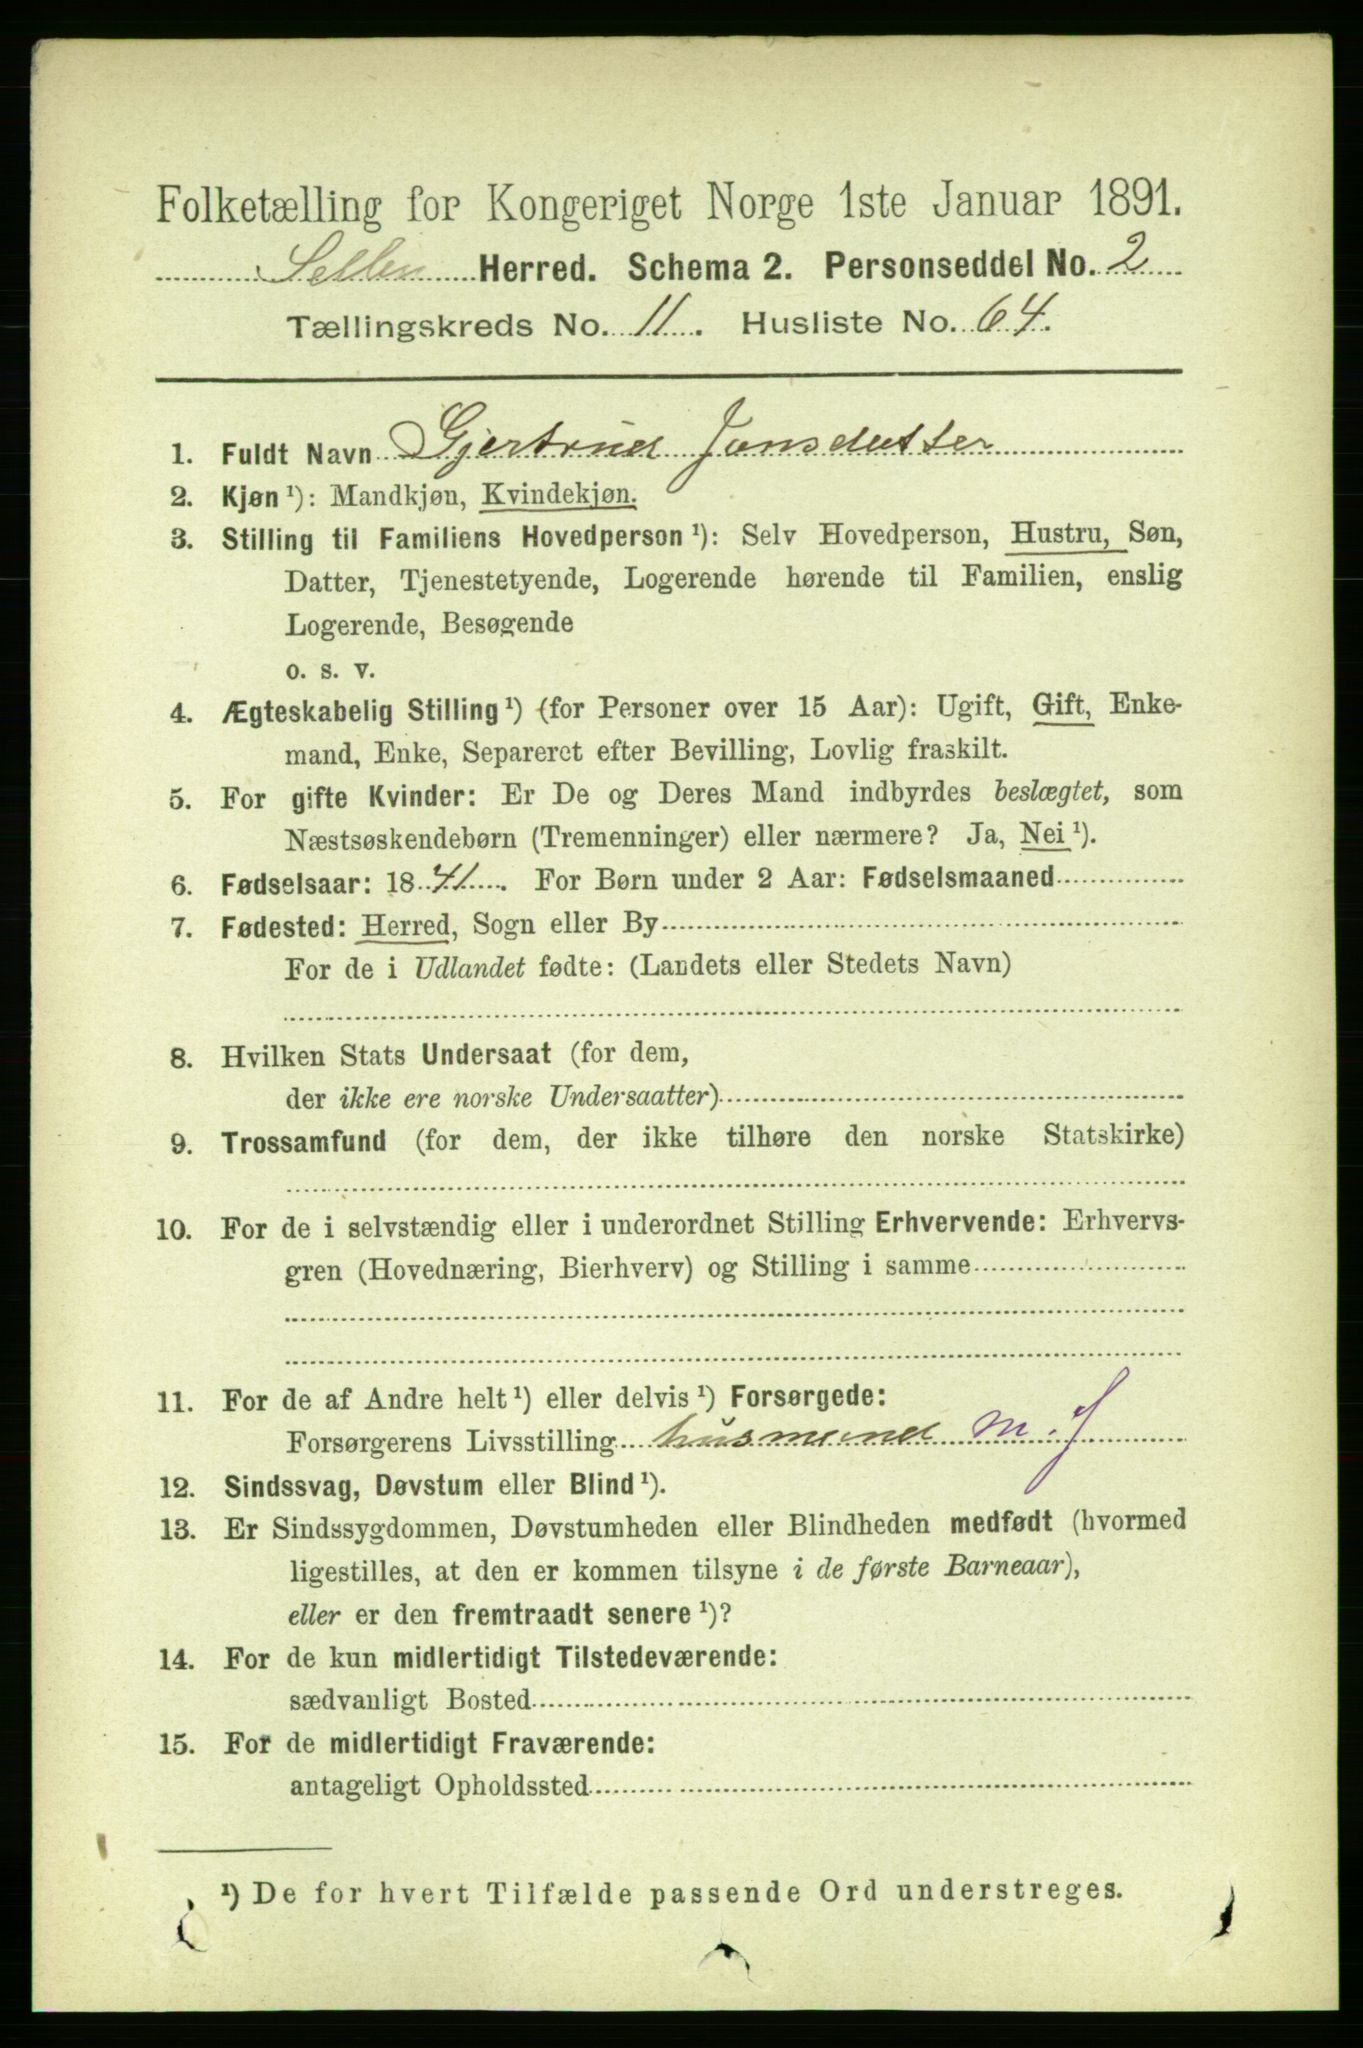 Folketælling for Kongeriget Norge 1ste Januar 1891.
Selbu Herred. Schema 2. Personseddel No. 2
Tællingskreds No. 11. Husliste No. 64.
1. Fuldt Navn Gjertrud Jonsdatter
2. Kjøn ¹): Mandkjøn, Kvindekjøn.
3. Stilling til Familiens Hovedperson ¹): Selv Hovedperson, Hustru, Søn,
Datter, Tjenestetyende, Logerende hørende til Familien, enslig
Logerende, Besøgende
o. s. v.
4. Ægteskabelig Stilling ¹) (for Personer over 15 Aar): Ugift, Gift, Enke-
mand, Enke, Separeret efter Bevilling, Lovlig fraskilt.
5. For gifte Kvinder: Er De og Deres Mand indbyrdes beslægtet, som
Næstsøskendebørn (Tremenninger) eller nærmere? Ja, Nei ¹).
6. Fødselsaar: 1841. For Børn under 2 Aar: Fødselsmaaned
7. Fødested: Herred, Sogn eller By
For de i Udlandet fødte: (Landets eller Stedets Navn)
8. Hvilken Stats Undersaat (for dem,
der ikke ere norske Undersaatter)
9. Trossamfund (for dem, der ikke tilhøre den norske Statskirke)
10. For de i selvstændig eller i underordnet Stilling Erhvervende: Erhvervs-
gren (Hovednæring, Bierhverv) og Stilling i samme
11. For de af Andre helt ¹) eller delvis ¹) Forsørgede:
Forsørgerens Livsstilling husmand m. J
12. Sindssvag, Døvstum eller Blind ¹).
13. Er Sindssygdommen, Døvstumheden eller Blindheden medfødt (hvormed
ligestilles, at den er kommen tilsyne i de første Barneaar),
eller er den fremtraadt senere ¹)?
14. For de kun midlertidigt Tilstedeværende:
sædvanligt Bosted
15. For de midlertidigt Fraværende:
antageligt Opholdssted
¹) De for hvert Tilfælde passende Ord understreges.